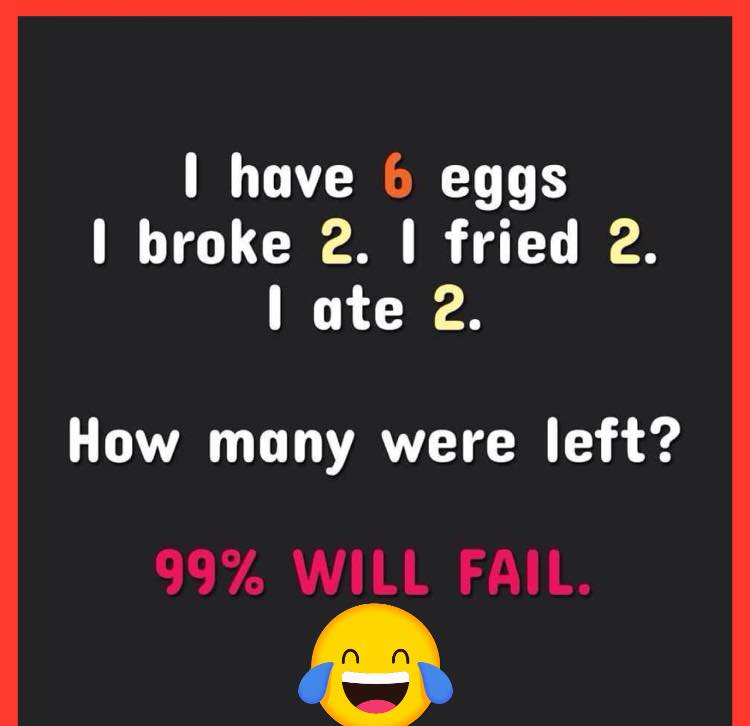 I have 6 eggs
I broke 2. I fried 2.
I ate 2.
How many were left?
99% WILL FAIL.